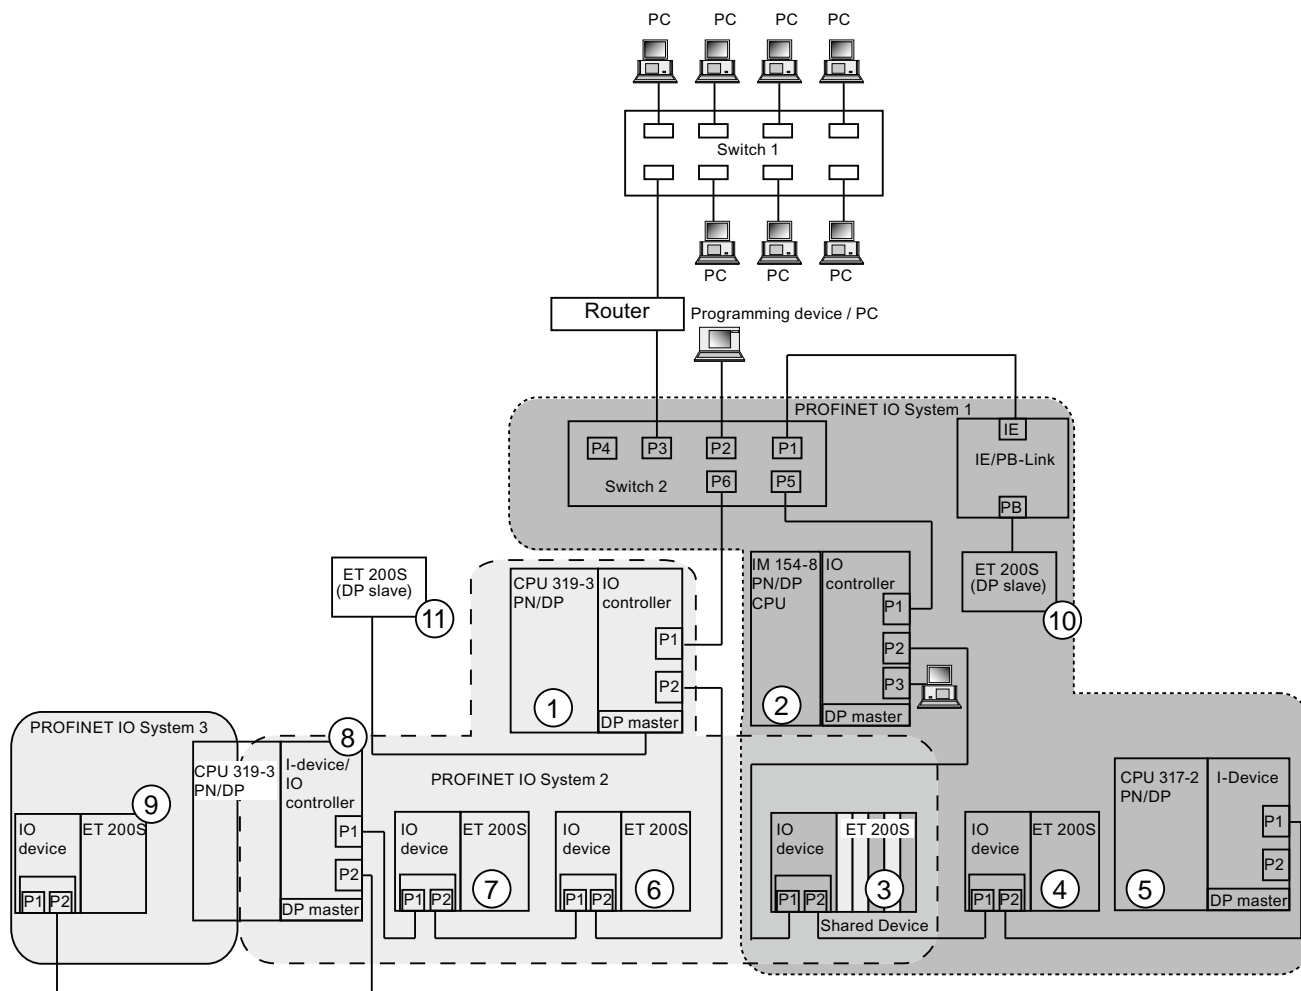 PC PC PC PC
Switch 1
PC PC PC
Router
Programming device / PC
PROFINET IO System 1
P4 P3 P2 P1
Switch 2
P6 P5
IE
IE/PB-Link
PB
ET 200S
(DP slave)
10
ET 200S
(DP slave)
11
CPU 319-3
PN/DP
IO
controller
P1
P2
DP master
1
IM 154-8
PN/DP
CPU
IO
controller
P1
P2
P3
DP master
2
PROFINET IO System 3
CPU 319-3
PN/DP
I-device/
IO
controller
P1
P2
DP master
8
PROFINET IO System 2
IO
device
ET 200S
P1 P2
9
IO
device
ET 200S
P1 P2
7
IO
device
ET 200S
P1 P2
6
IO
device
ET 200S
P1 P2
3
Shared Device
IO
device
ET 200S
P1 P2
4
CPU 317-2
PN/DP
I-Device
P1
P2
DP master
5